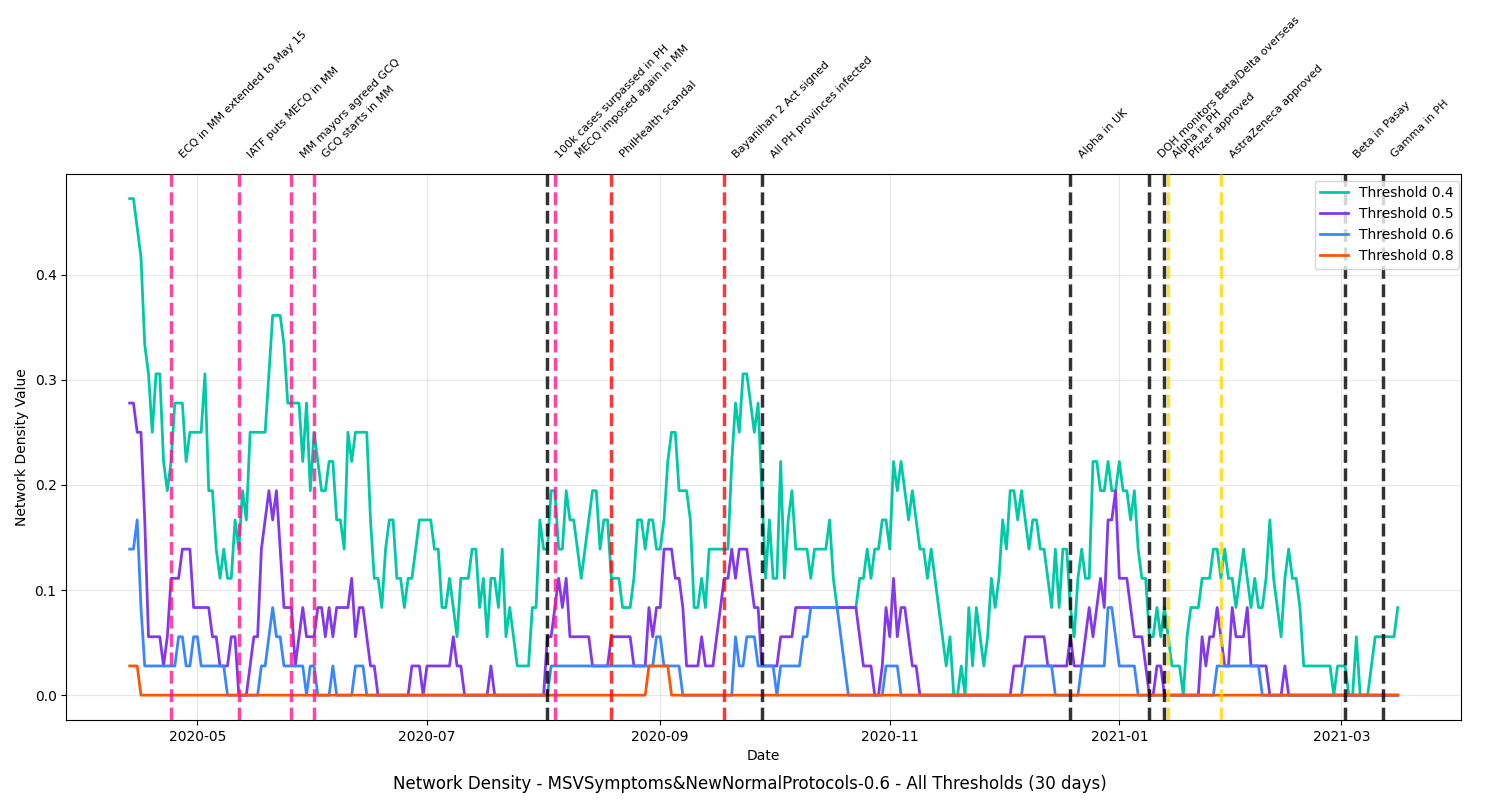 ECQ in MM extended to May 15
IATF puts MECQ in MM
MM mayors agreed GCQ
GCQ starts in MM
100k cases surpassed in PH
MECQ imposed again in MM
PhilHealth scandal
Bayanihan 2 Act signed
All PH provinces infected
Alpha in UK
DOH monitors Beta/Delta overseas
Alpha in PH
Pfizer approved
AstraZeneca approved
Beta in Pasay
Gamma in PH
Threshold 0.4
Threshold 0.5
Threshold 0.6
Threshold 0.8
Network Density Value
0.4
0.3
0.2
0.1
0.0
2020-05
2020-07
2020-09
2020-11
2021-01
2021-03
Date
Network Density - MSVSymptoms&NewNormalProtocols-0.6 - All Thresholds (30 days)